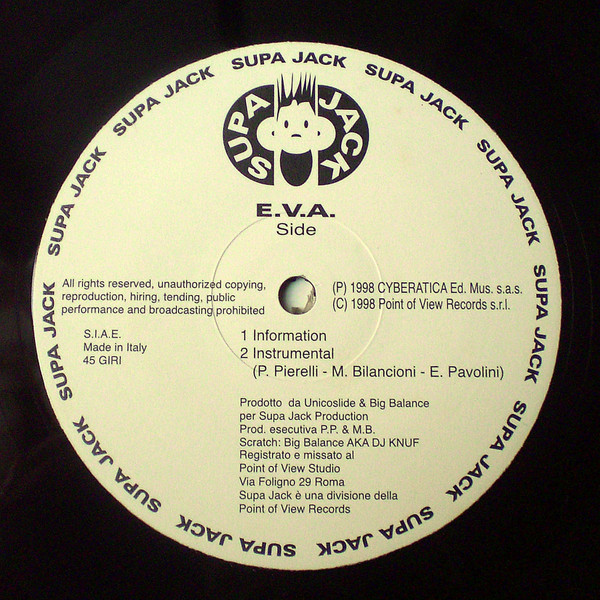 SUPA JACK SUPA JACK SUPA JACK SUPA JACK SUPA JACK SUPA JACK SUPA JACK SUPA JACK SUPA JACK SUPA JACK SUPA JACK SUPA JACK
SUPA JACK
E.V.A.
Side
All rights reserved, unauthorized copying,
reproduction, hiring, tending, public
performance and broadcasting prohibited
(P) 1998 CYBERATICA Ed. Mus. s.a.s.
(C) 1998 Point of View Records s.r.l.
S.I.A.E.
Made in Italy
45 GIRI
1 Information
2 Instrumental
(P. Pierelli - M. Bilancioni - E. Pavolini)
Prodotto da Unicoslide & Big Balance
per Supa Jack Production
Prod. esecutiva P.P. & M.B.
Scratch: Big Balance AKA DJ KNUF
Registrato e missato al
Point of View Studio
Via Foligno 29 Roma
Supa Jack è una divisione della
Point of View Records